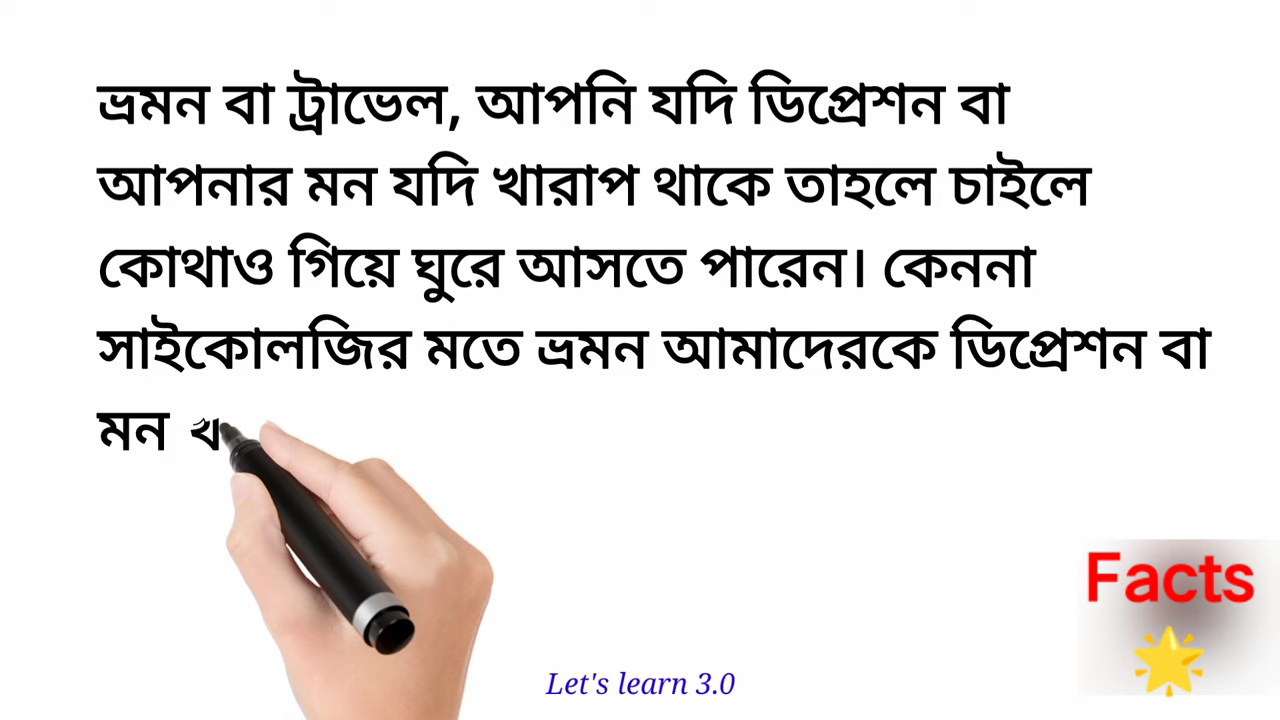 ভ্রমন বা ট্রাভেল, আপনি যদি ডিপ্রেশন বা
আপনার মন যদি খারাপ থাকে তাহলে চাইলে
কোথাও গিয়ে ঘুরে আসতে পারেন। কেননা
সাইকোলজির মতে ভ্রমন আমাদেরকে ডিপ্রেশন বা
মন
Facts
Let's learn 3.0